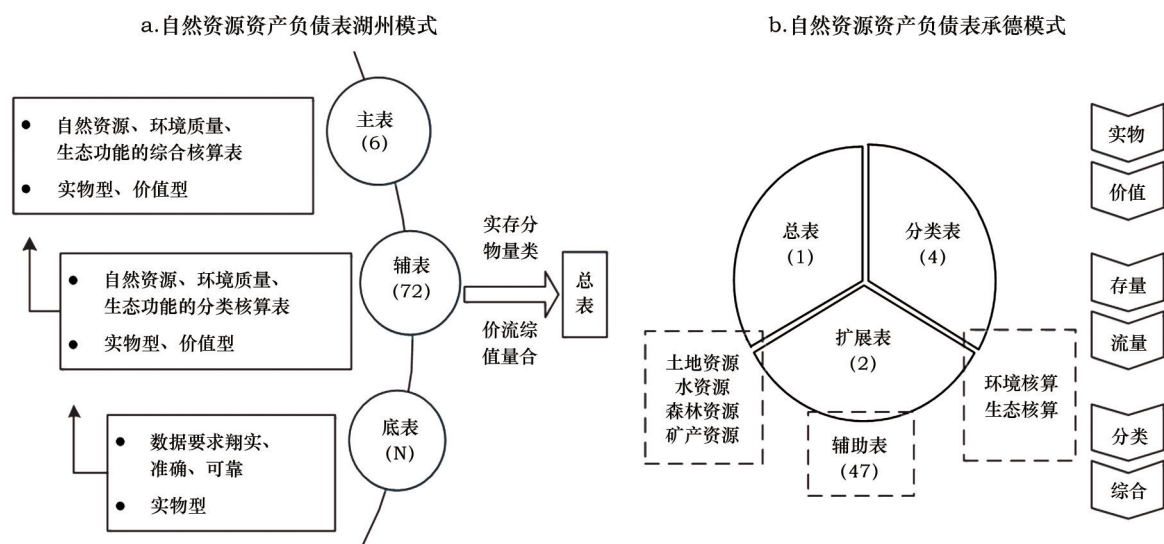 a.自然资源资产负债表湖州模式
主表
(6)
● 自然资源、环境质量、
生态功能的综合核算表
● 实物型、价值型
辅表
(72)
● 自然资源、环境质量、
生态功能的分类核算表
● 实物型、价值型
底表
(N)
● 数据要求翔实、
准确、可靠
● 实物型
实存分
物量类
价流综
值量合
总
表
b.自然资源资产负债表承德模式
总表
(1)
分类表
(4)
扩展表
(2)
土地资源
水资源
森林资源
矿产资源
辅助表
(47)
环境核算
生态核算
实物
价值
存量
流量
分类
综合